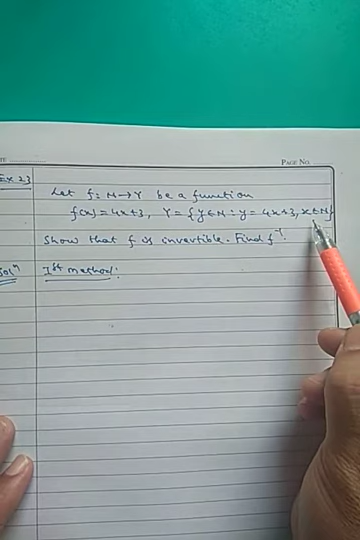 PAGE NO.
DATE
Ex 23
Let f: N→Y be a function
f(x) = 4x+3, Y = {y∈N : y = 4x+3, x∈N}
Show that f is invertible. Find f⁻¹.
Solⁿ
Ist method: